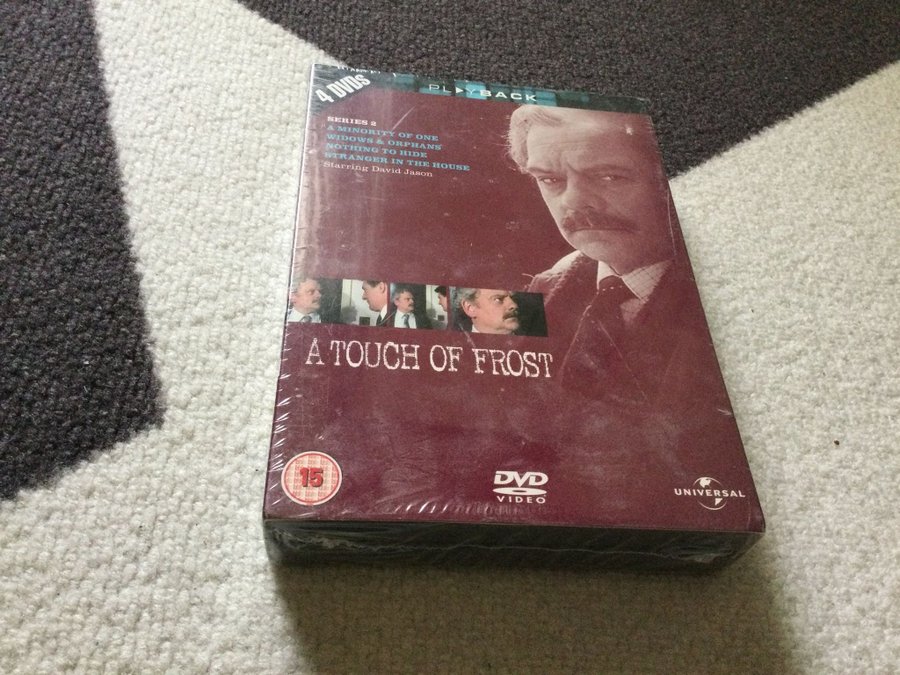 4 DVDs
PLAYBACK
SERIES 2
A MINORITY OF ONE
WIDOWS & ORPHANS
NOTHING TO HIDE
STRANGER IN THE HOUSE
Starring David Jason
A TOUCH OF FROST
15
DVD
VIDEO
UNIVERSAL